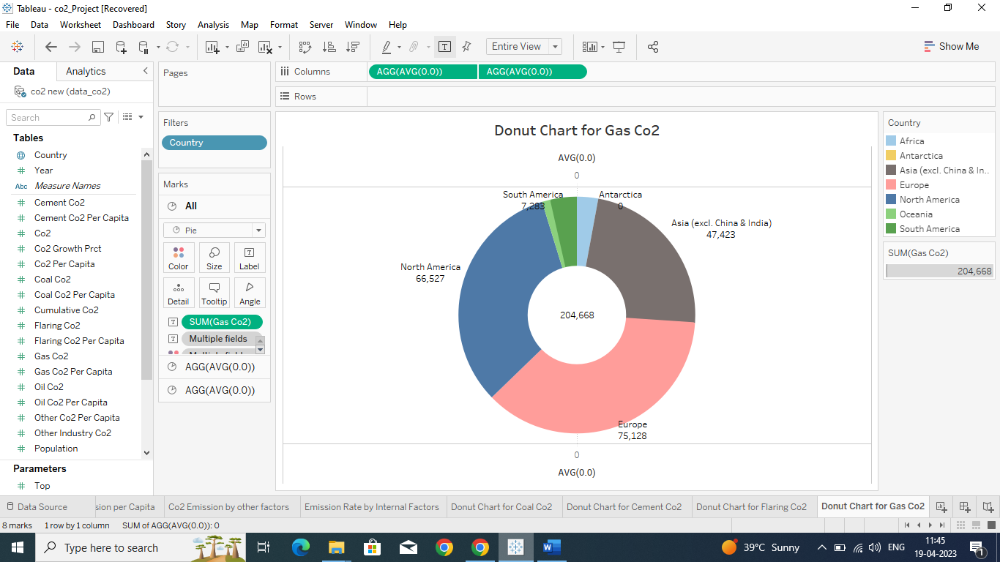 Tableau - co2_Project [Recovered]
File Data Worksheet Dashboard Story Analysis Map Format Server Window Help
Entire View
Show Me
Data Analytics
co2 new (data_co2)
Search
Tables
Country
Year
Abc Measure Names
Cement Co2
Cement Co2 Per Capita
Co2
Co2 Growth Prct
Co2 Per Capita
Coal Co2
Coal Co2 Per Capita
Cumulative Co2
Flaring Co2
Flaring Co2 Per Capita
Gas Co2
Gas Co2 Per Capita
Oil Co2
Oil Co2 Per Capita
Other Co2 Per Capita
Other Industry Co2
Population
Parameters
Top
Pages
Filters
Country
Marks
All
Pie
Color Size Label
Detail Tooltip Angle
SUM(Gas Co2)
Multiple fields
AGG(AVG(0.0))
AGG(AVG(0.0))
Columns AGG(AVG(0.0)) AGG(AVG(0.0))
Rows
Donut Chart for Gas Co2
AVG(0.0)
0
South America
7,283
Antarctica
0
Asia (excl. China & India)
47,423
North America
66,527
204,668
Europe
75,128
0
AVG(0.0)
Country
Africa
Antarctica
Asia (excl. China & In..
Europe
North America
Oceania
South America
SUM(Gas Co2)
204,668
Data Source sion per Capita Co2 Emission by other factors Emission Rate by Internal Factors Donut Chart for Coal Co2 Donut Chart for Cement Co2 Donut Chart for Flaring Co2 Donut Chart for Gas Co2
8 marks 1 row by 1 column SUM of AGG(AVG(0.0)): 0
Type here to search
39°C Sunny
ENG
11:45
19-04-2023
1